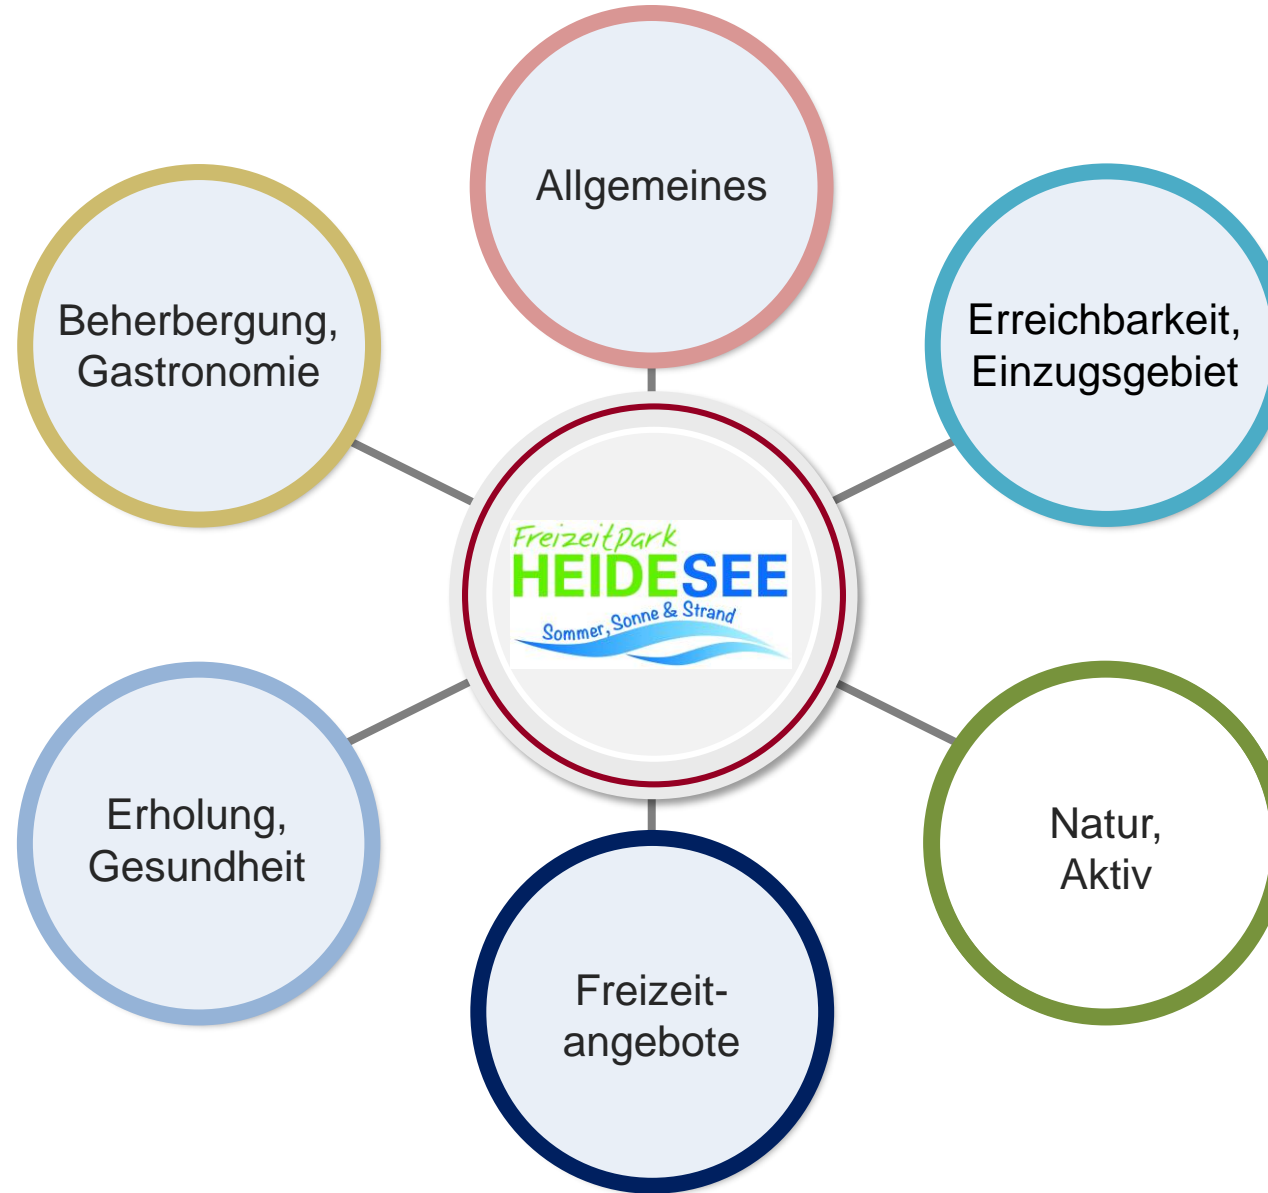 Allgemeines
Beherbergung,
Gastronomie
Erreichbarkeit,
Einzugsgebiet
FreizeitPark
HEIDESEE
Sommer, Sonne & Strand
Erholung,
Gesundheit
Natur,
Aktiv
Freizeit-
angebote